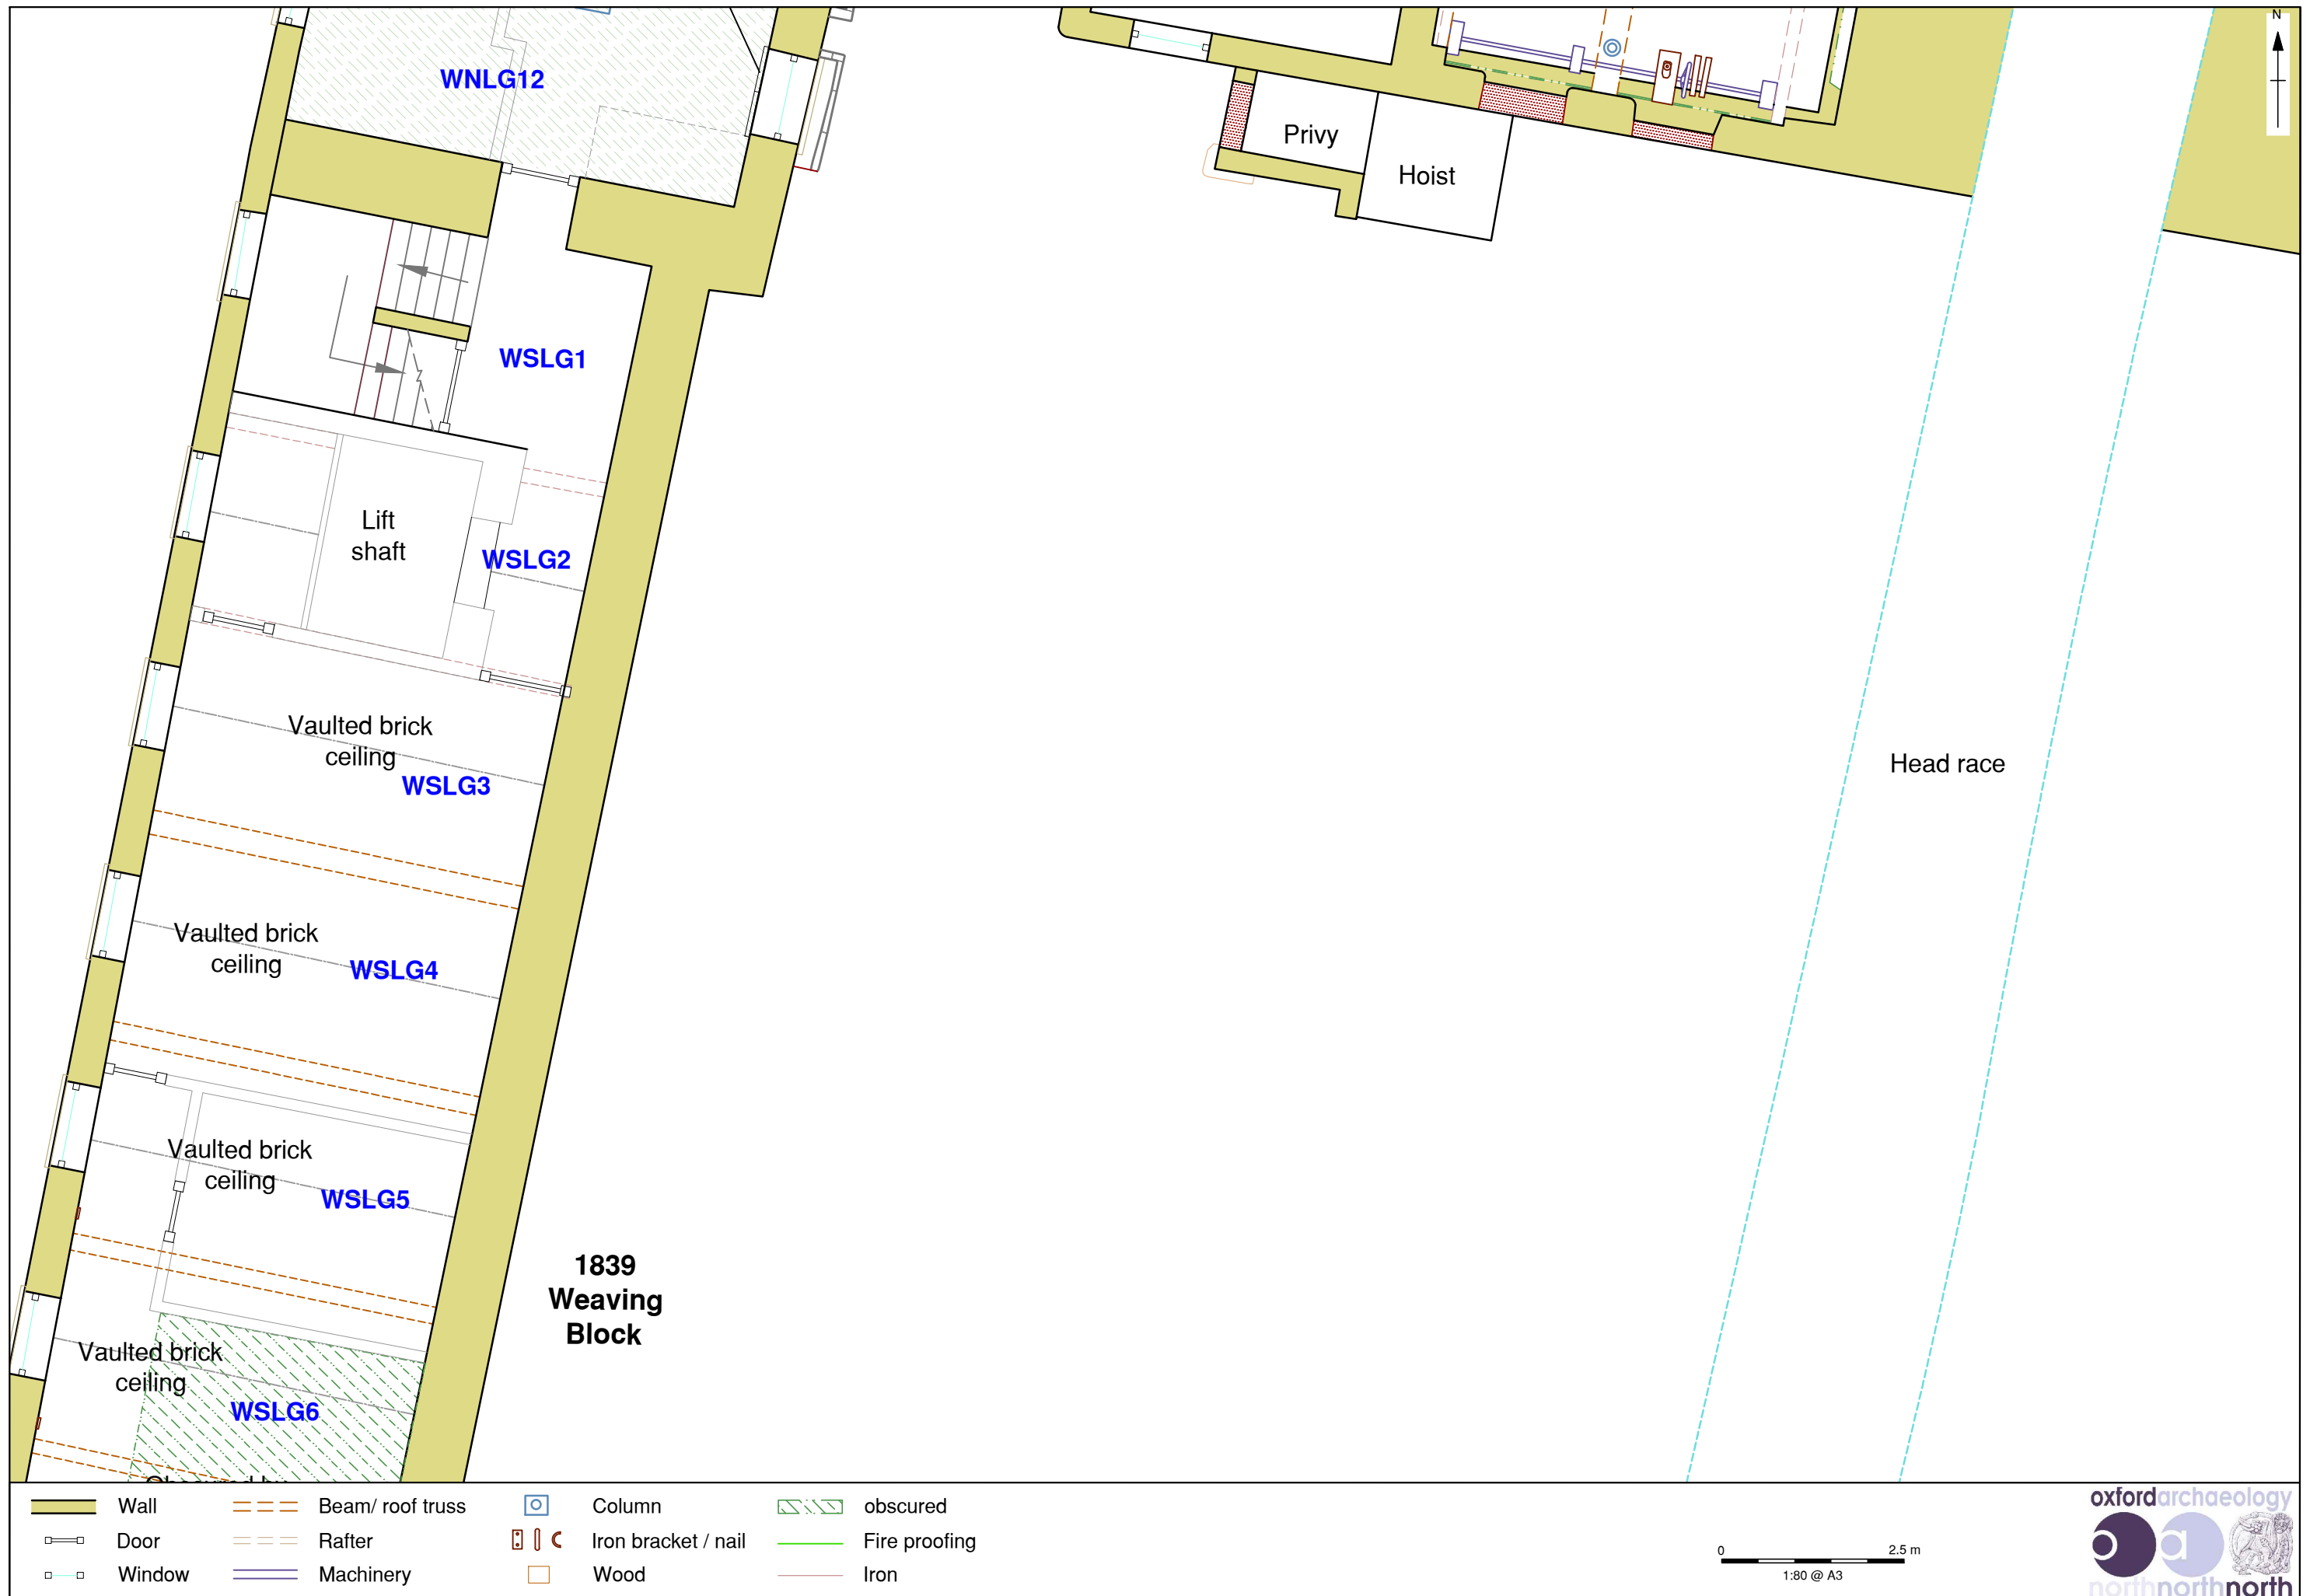 N
WNLG12
Privy
Hoist
WSLG1
Lift
shaft
WSLG2
Vaulted brick
ceiling
WSLG3
Head race
Vaulted brick
ceiling
WSLG4
Vaulted brick
ceiling
WSLG5
1839
Weaving
Block
Vaulted brick
ceiling
WSLG6
Wall
Beam/ roof truss
Column
obscured
Door
Rafter
Iron bracket / nail
Fire proofing
Window
Machinery
Wood
Iron
0 2.5 m
1:80 @ A3
oxfordarchaeology
oa
northnorthnorth